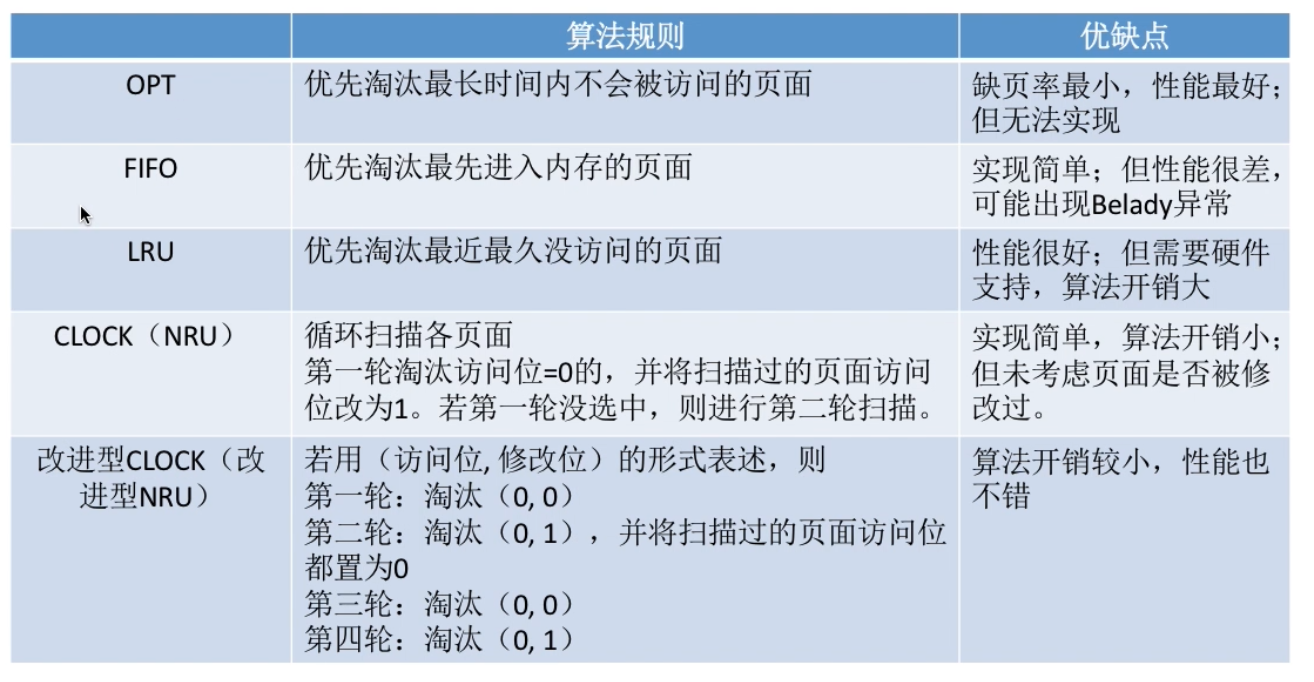 算法规则
优缺点
OPT
优先淘汰最长时间内不会被访问的页面
缺页率最小，性能最好；
但无法实现
FIFO
优先淘汰最先进入内存的页面
实现简单；但性能很差，
可能出现Belady异常
LRU
优先淘汰最近最久没访问的页面
性能很好；但需要硬件
支持，算法开销大
CLOCK（NRU）
循环扫描各页面
第一轮淘汰访问位=0的，并将扫描过的页面访问
位改为1。若第一轮没选中，则进行第二轮扫描。
实现简单，算法开销小；
但未考虑页面是否被修
改过。
改进型CLOCK（改
进型NRU）
若用（访问位, 修改位）的形式表述，则
第一轮：淘汰（0, 0）
第二轮：淘汰（0, 1），并将扫描过的页面访问位
都置为0
第三轮：淘汰（0, 0）
第四轮：淘汰（0, 1）
算法开销较小，性能也
不错